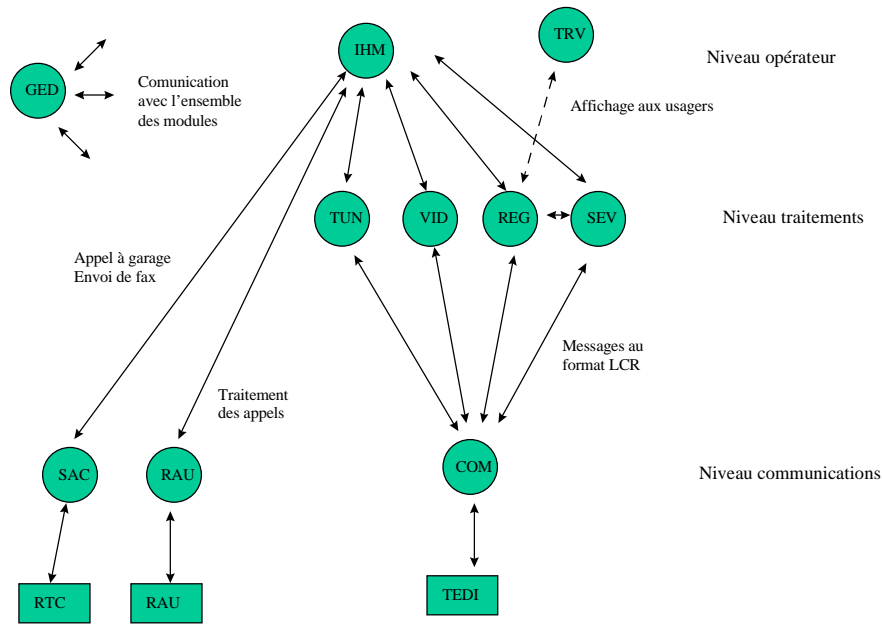 TRV
IHM
Niveau opérateur
GED
Comunication
avec l'ensemble
des modules
Affichage aux usagers
TUN
VID
REG
SEV
Niveau traitements
Appel à garage
Envoi de fax
Messages au
format LCR
Traitement
des appels
SAC
RAU
COM
Niveau communications
RTC
RAU
TEDI